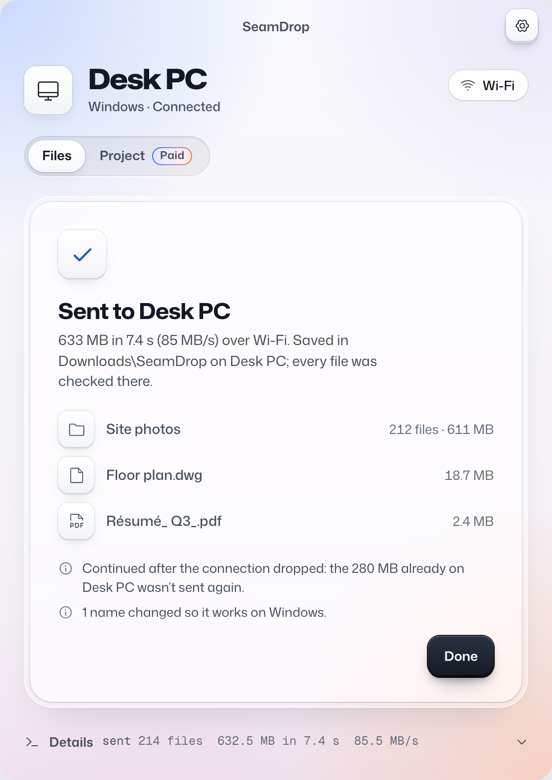 SeamDrop
Desk PC
Windows · Connected
Wi-Fi
Files
Project
Paid
Sent to Desk PC
633 MB in 7.4 s (85 MB/s) over Wi-Fi. Saved in
Downloads\SeamDrop on Desk PC; every file was
checked there.
Site photos
212 files · 611 MB
Floor plan.dwg
18.7 MB
PDF
Résumé_ Q3_.pdf
2.4 MB
Continued after the connection dropped: the 280 MB already on
Desk PC wasn't sent again.
1 name changed so it works on Windows.
Done
Details sent 214 files 632.5 MB in 7.4 s 85.5 MB/s